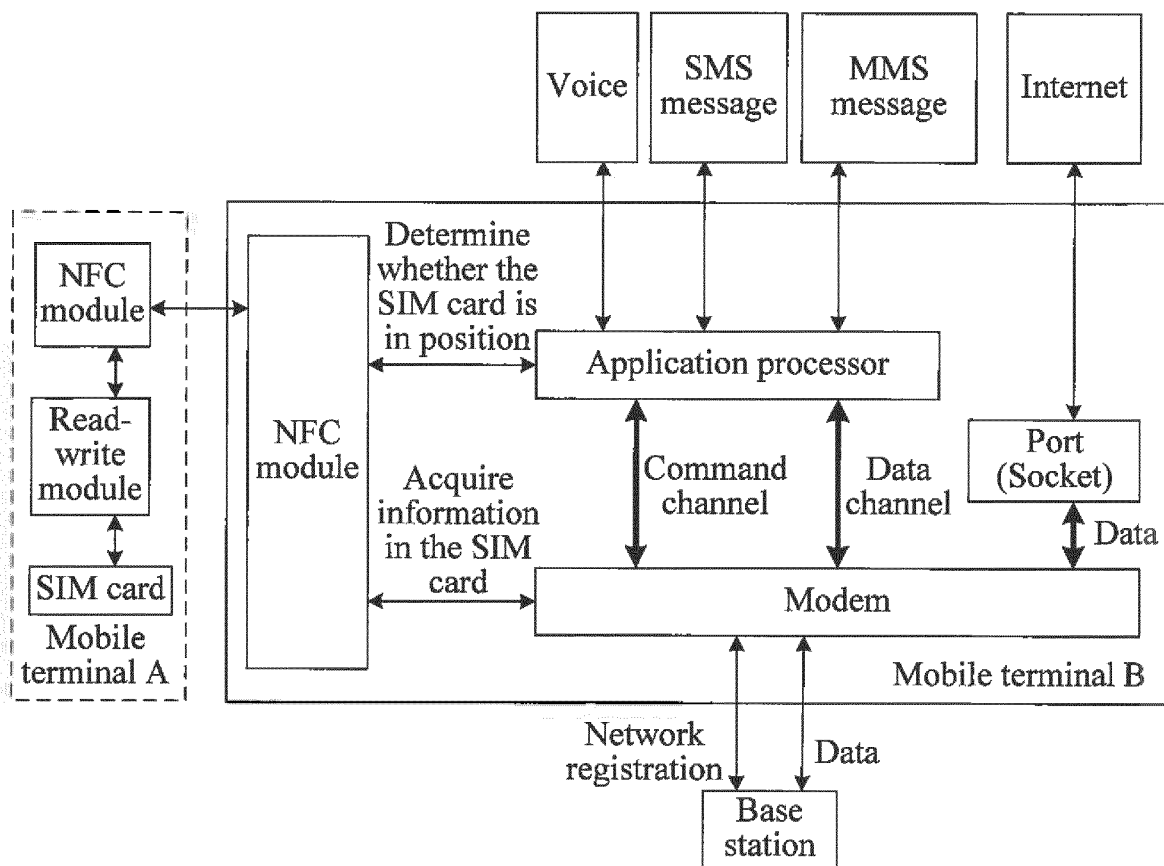 Voice
SMS
message
MMS
message
Internet
NFC
module
Read-
write
module
SIM card
Mobile
terminal A
NFC
module
Determine
whether the
SIM card is
in position
Application processor
Acquire
information
in the SIM
card
Command
channel
Data
channel
Port
(Socket)
Data
Modem
Mobile terminal B
Network
registration
Data
Base
station